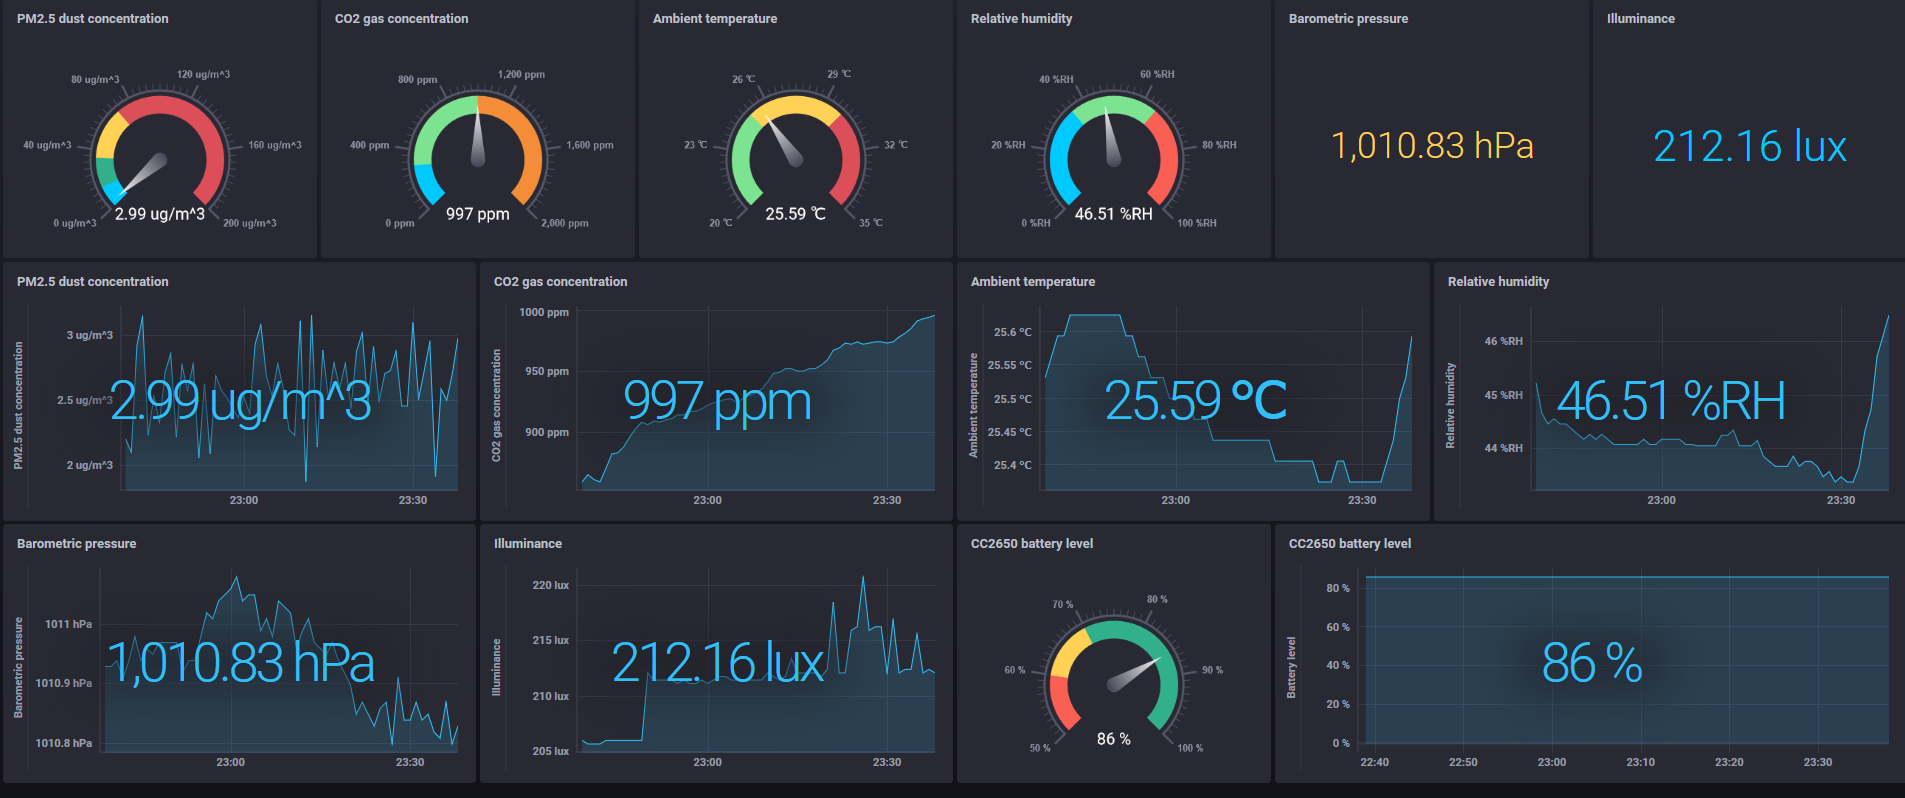 PM2.5 dust concentration
80 ug/m^3
120 ug/m^3
40 ug/m^3
160 ug/m^3
0 ug/m^3
200 ug/m^3
2.99 ug/m^3
CO2 gas concentration
800 ppm
1,200 ppm
400 ppm
1,600 ppm
0 ppm
2,000 ppm
997 ppm
Ambient temperature
26 °C
29 °C
23 °C
32 °C
20 °C
35 °C
25.59 °C
Relative humidity
40 %RH
60 %RH
20 %RH
80 %RH
0 %RH
100 %RH
46.51 %RH
Barometric pressure
1,010.83 hPa
Illuminance
212.16 lux
PM2.5 dust concentration
PM2.5 dust concentration
3 ug/m^3
2.5 ug/m^3
2 ug/m^3
2.99 ug/m^3
23:00
23:30
CO2 gas concentration
CO2 gas concentration
1000 ppm
950 ppm
900 ppm
997 ppm
23:00
23:30
Ambient temperature
Ambient temperature
25.6 °C
25.55 °C
25.5 °C
25.45 °C
25.4 °C
25.59 °C
23:00
23:30
Relative humidity
Relative humidity
46 %RH
45 %RH
44 %RH
46.51 %RH
23:00
23:30
Barometric pressure
Barometric pressure
1011 hPa
1010.9 hPa
1010.8 hPa
1,010.83 hPa
23:00
23:30
Illuminance
Illuminance
220 lux
215 lux
210 lux
205 lux
212.16 lux
23:00
23:30
CC2650 battery level
70 %
80 %
60 %
90 %
50 %
100 %
86 %
CC2650 battery level
Battery level
80 %
60 %
40 %
20 %
0 %
86 %
22:40
22:50
23:00
23:10
23:20
23:30